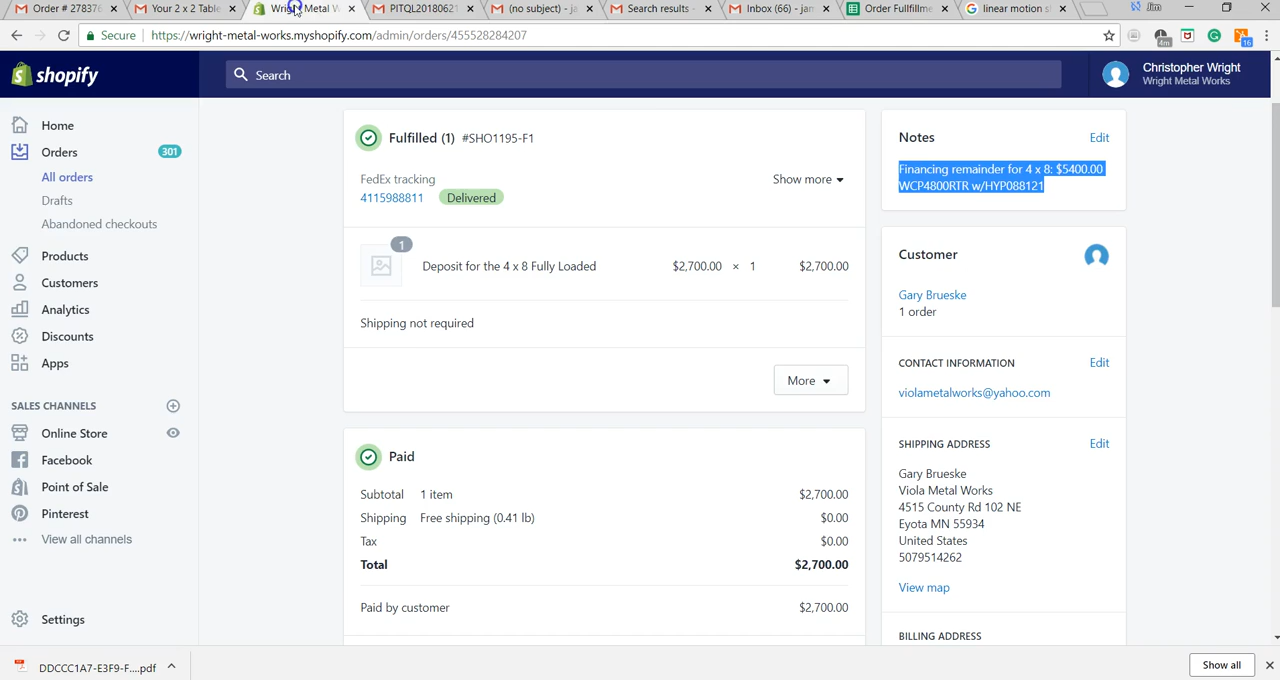 Order # 278376
Your 2 x 2 Table
Wright Metal W
PITQL20180621
(no subject) - ja
Search results -
Inbox (66) - jam
Order Fullfillme
linear motion s
Jim
Secure
https://wright-metal-works.myshopify.com/admin/orders/455528284207
4m
16
shopify
Search
Christopher Wright
Wright Metal Works
Home
Orders
301
All orders
Drafts
Abandoned checkouts
Products
Customers
Analytics
Discounts
Apps
SALES CHANNELS
Online Store
Facebook
Point of Sale
Pinterest
View all channels
Settings
Fulfilled (1) #SHO1195-F1
FedEx tracking
Show more
4115988811
Delivered
1
Deposit for the 4 x 8 Fully Loaded
$2,700.00 × 1
$2,700.00
Shipping not required
More
Paid
Subtotal 1 item $2,700.00
Shipping Free shipping (0.41 lb) $0.00
Tax $0.00
Total $2,700.00
Paid by customer $2,700.00
Notes
Edit
Financing remainder for 4 x 8: $5400.00
WCP4800RTR w/HYP088121
Customer
Gary Brueske
1 order
CONTACT INFORMATION
Edit
violametalworks@yahoo.com
SHIPPING ADDRESS
Edit
Gary Brueske
Viola Metal Works
4515 County Rd 102 NE
Eyota MN 55934
United States
5079514262
View map
BILLING ADDRESS
DDCCC1A7-E3F9-F....pdf
Show all